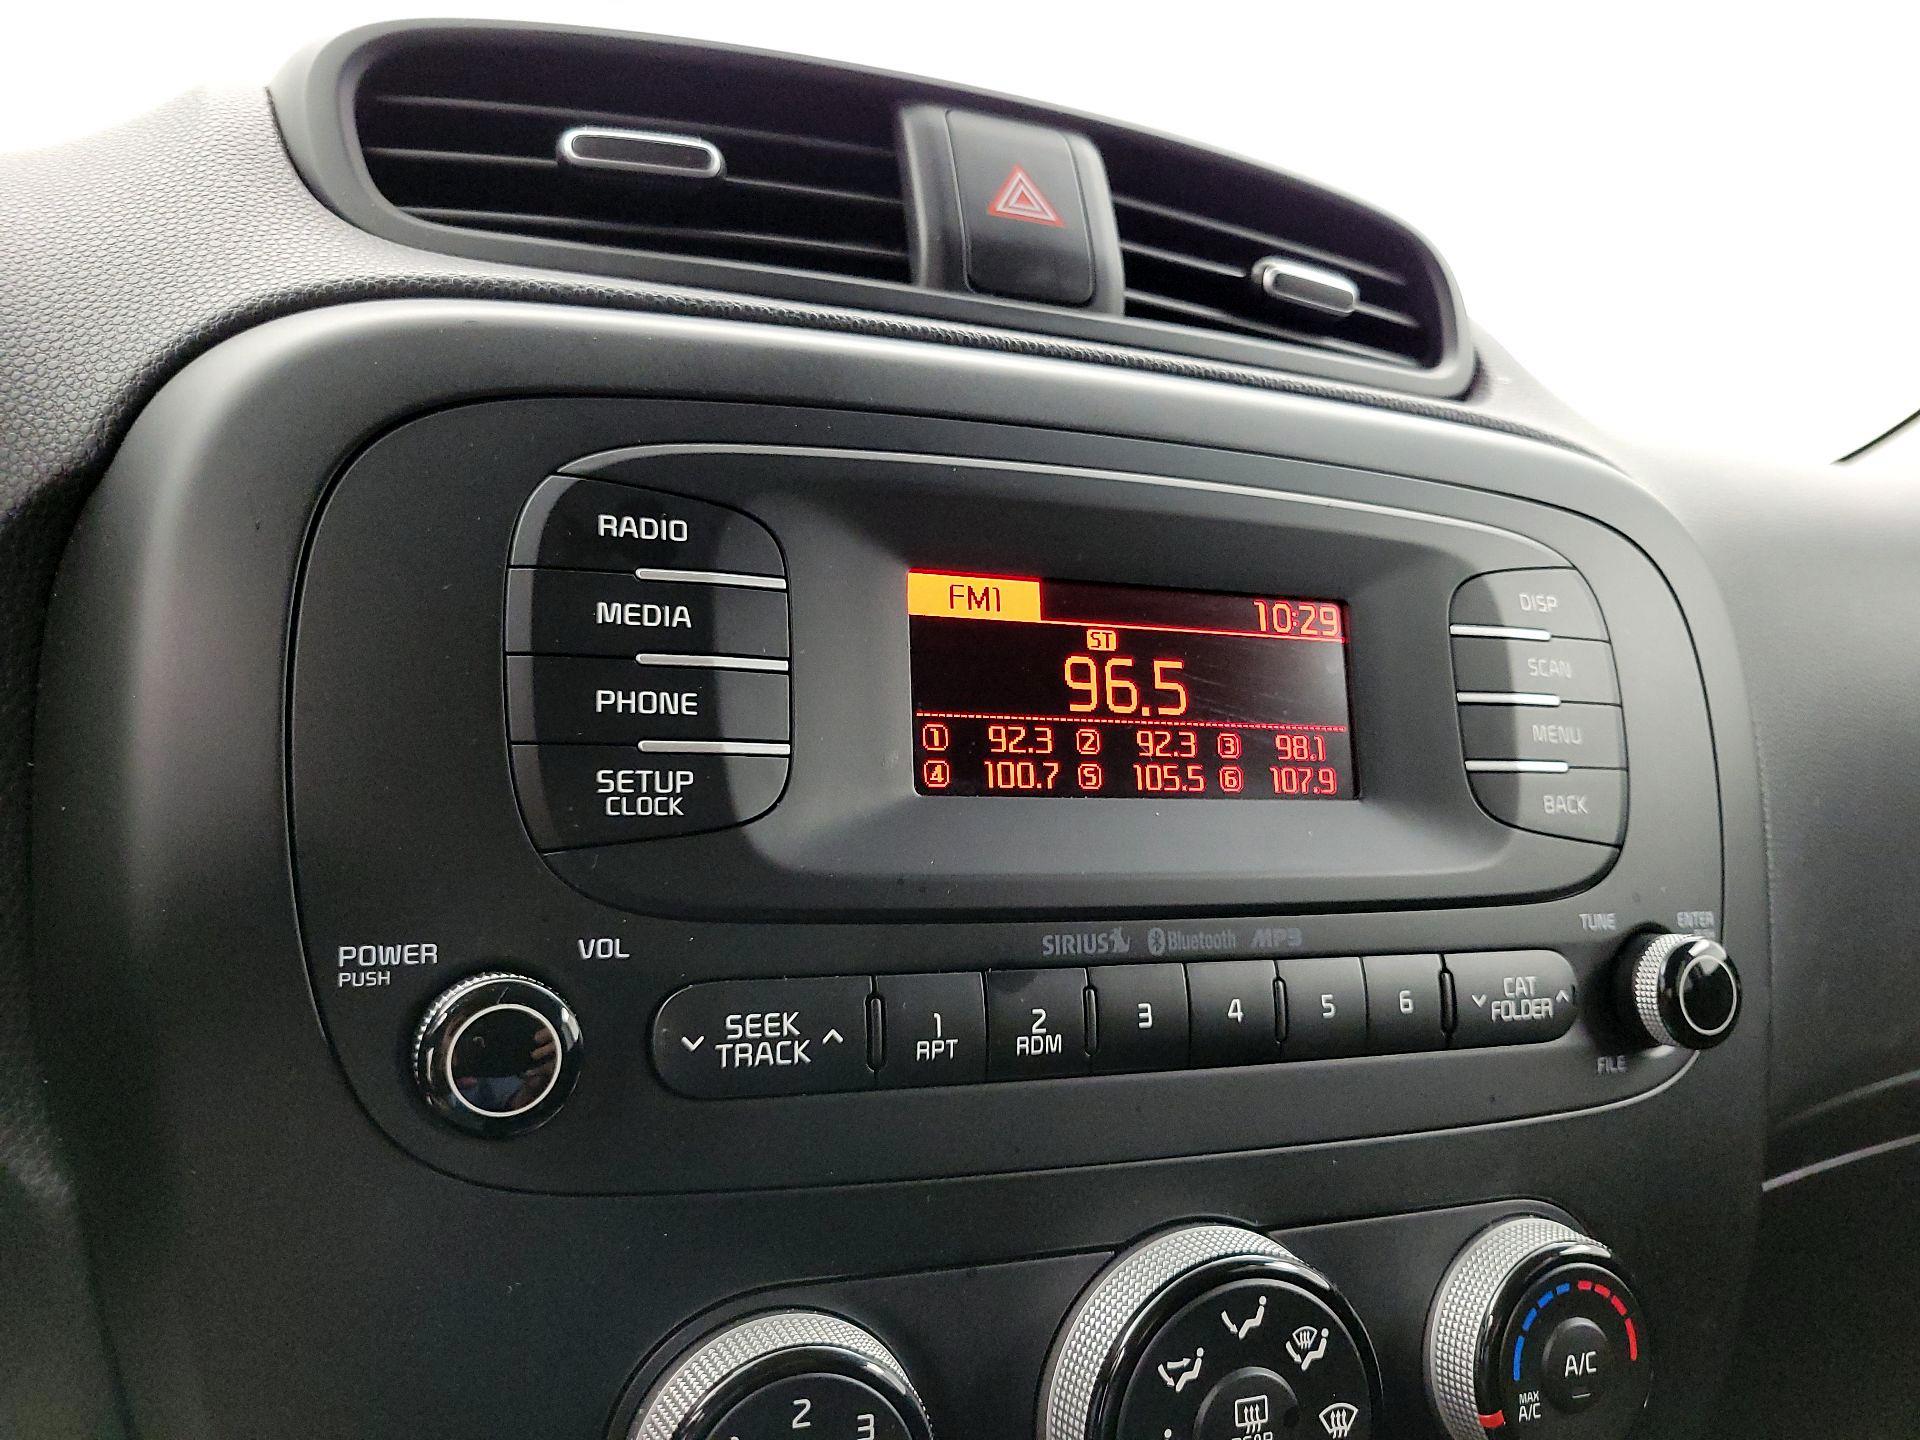 RADIO
MEDIA
PHONE
SETUP
CLOCK
FM1 10:29
ST
96.5
1 92.3 2 92.3 3 98.1
4 100.7 5 105.5 6 107.9
DISP
SCAN
MENU
BACK
POWER
PUSH
VOL
SIRIUS Bluetooth MP3
TUNE ENTER
FILE
SEEK
TRACK
1
RPT
2
RDM
3
4
5
6
CAT
FOLDER
2
3
REAR
A/C
MAX
A/C